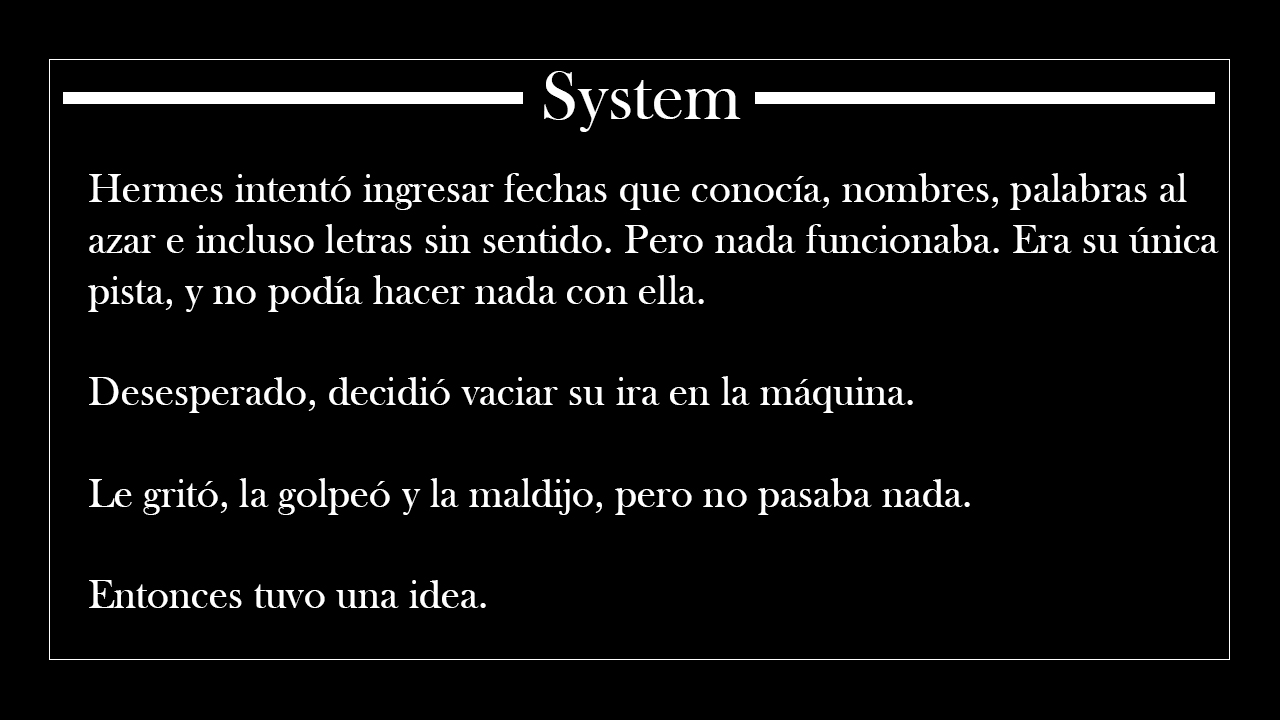 System
Hermes intentó ingresar fechas que conocía, nombres, palabras al
azar e incluso letras sin sentido. Pero nada funcionaba. Era su única
pista, y no podía hacer nada con ella.
Desesperado, decidió vaciar su ira en la máquina.
Le gritó, la golpeó y la maldijo, pero no pasaba nada.
Entonces tuvo una idea.